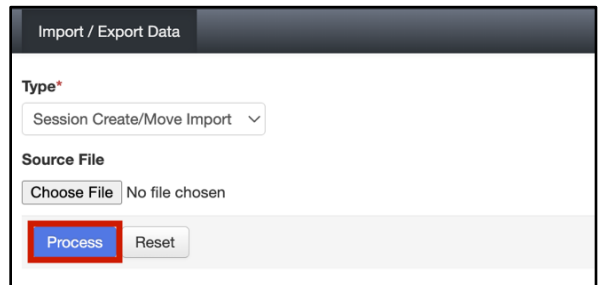 Import / Export Data
Type*
Session Create/Move Import
Source File
Choose File No file chosen
Process Reset